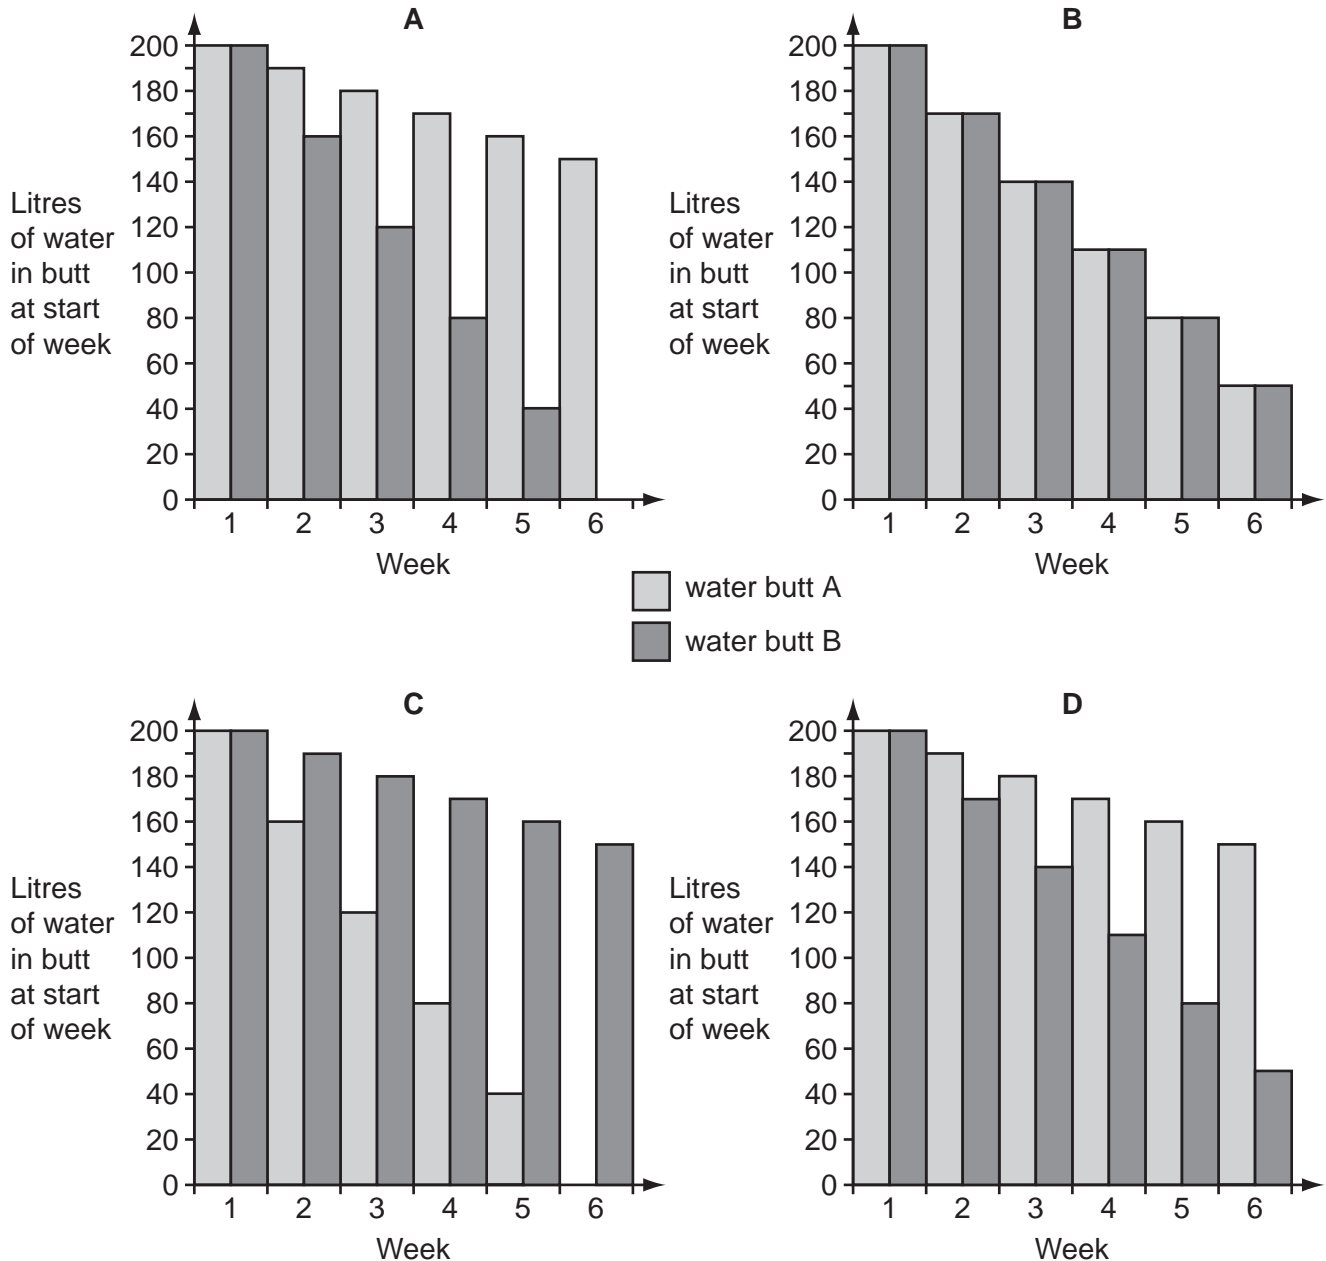 A
200
180
160
140
120
100
80
60
40
20
0
Litres
of water
in butt
at start
of week
1 2 3 4 5 6
Week
B
200
180
160
140
120
100
80
60
40
20
0
Litres
of water
in butt
at start
of week
1 2 3 4 5 6
Week
water butt A
water butt B
C
200
180
160
140
120
100
80
60
40
20
0
Litres
of water
in butt
at start
of week
1 2 3 4 5 6
Week
D
200
180
160
140
120
100
80
60
40
20
0
Litres
of water
in butt
at start
of week
1 2 3 4 5 6
Week